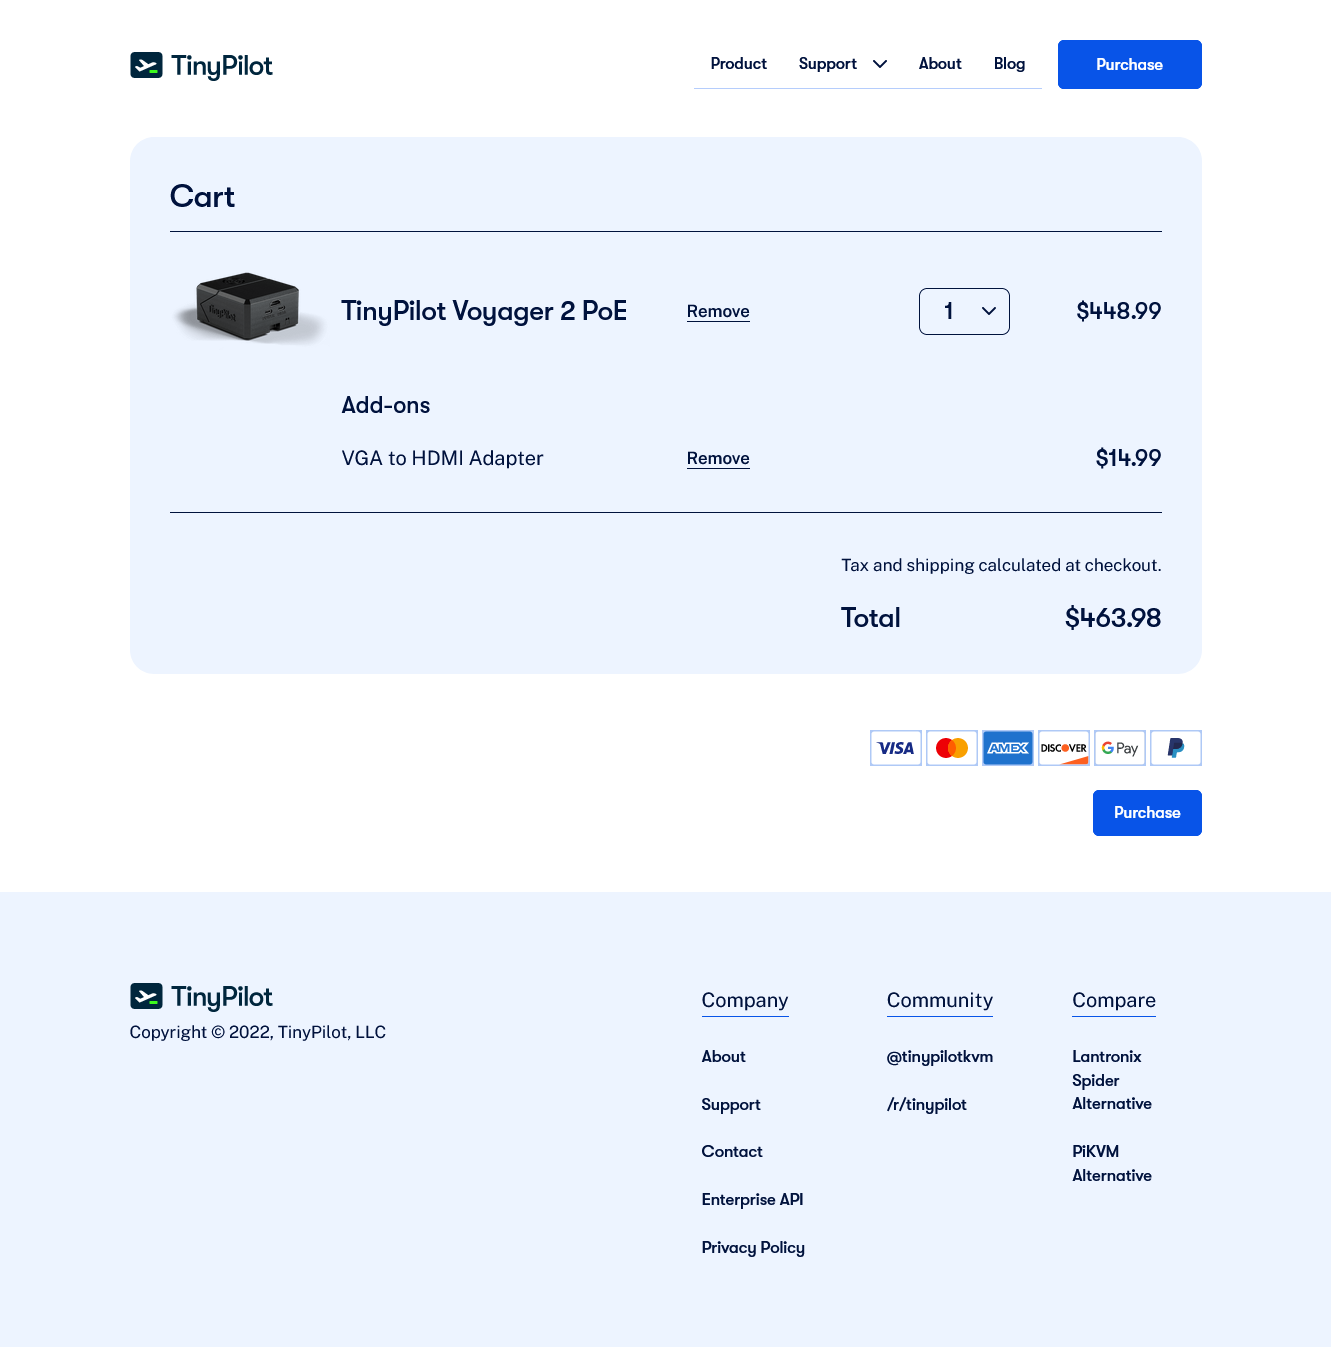 TinyPilot
Product Support About Blog Purchase
Cart
TinyPilot
TinyPilot Voyager 2 PoE Remove 1 $448.99
Add-ons
VGA to HDMI Adapter Remove $14.99
Tax and shipping calculated at checkout.
Total $463.98
VISA AMEX DISCOVER G Pay
Purchase
TinyPilot
Copyright © 2022, TinyPilot, LLC
Company
About
Support
Contact
Enterprise API
Privacy Policy
Community
@tinypilotkvm
/r/tinypilot
Compare
Lantronix
Spider
Alternative
PiKVM
Alternative